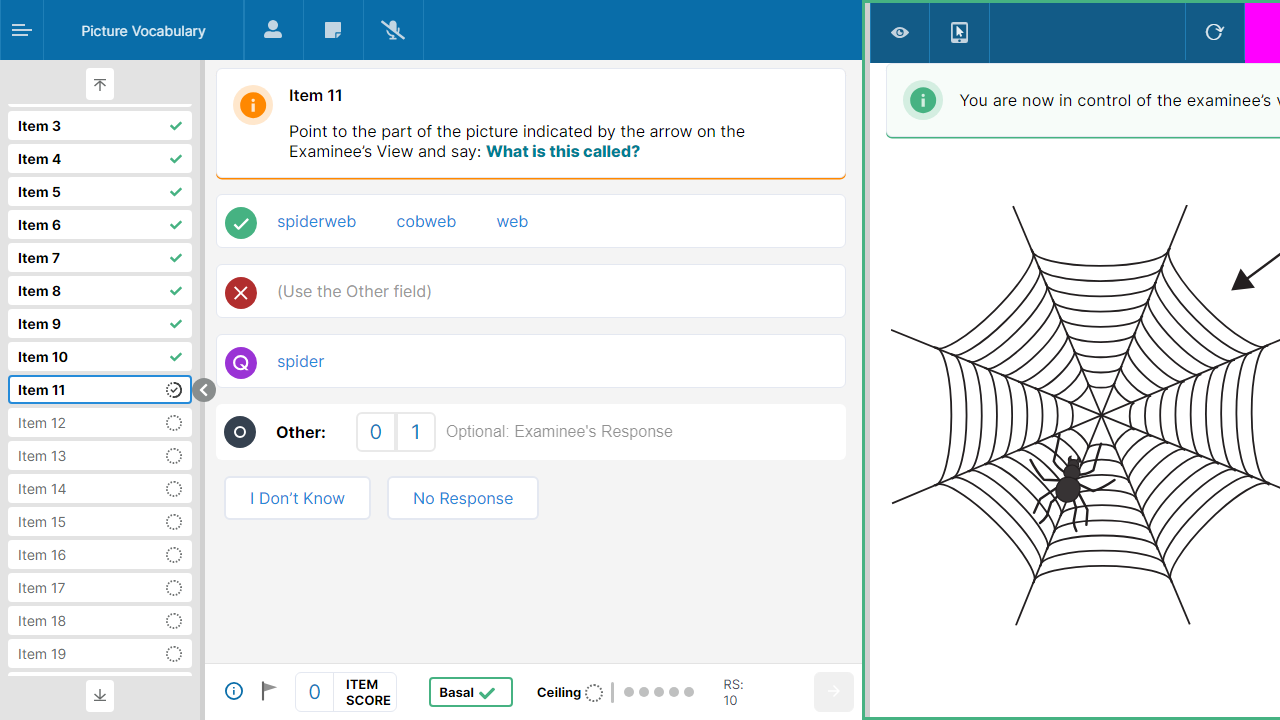 Picture Vocabulary
Item 3
Item 4
Item 5
Item 6
Item 7
Item 8
Item 9
Item 10
Item 11
Item 12
Item 13
Item 14
Item 15
Item 16
Item 17
Item 18
Item 19
Item 11
Point to the part of the picture indicated by the arrow on the
Examinee’s View and say: What is this called?
spiderweb cobweb web
(Use the Other field)
Q spider
Other: 0 1 Optional: Examinee's Response
I Don’t Know No Response
0 ITEM SCORE Basal Ceiling RS: 10
You are now in control of the examinee’s